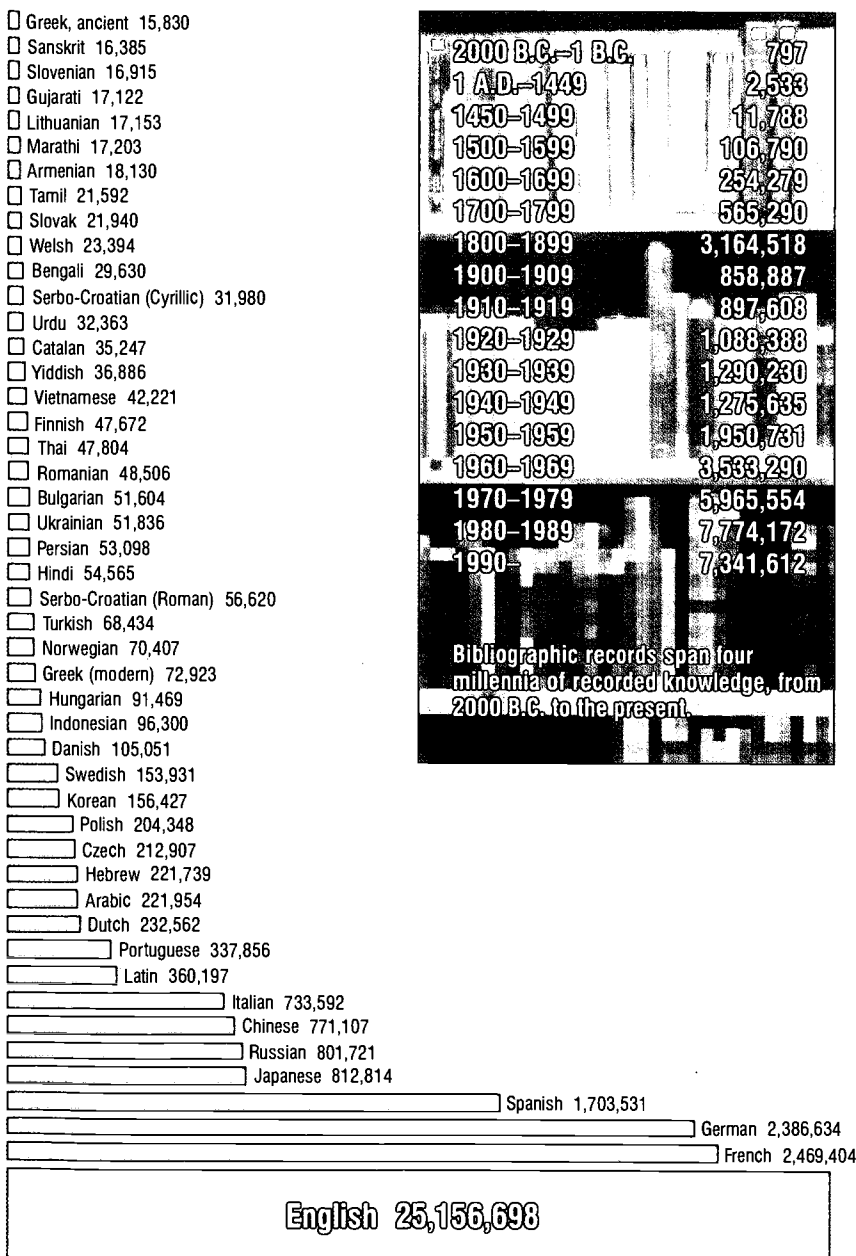 Greek, ancient 15,830
Sanskrit 16,385
Slovenian 16,915
Gujarati 17,122
Lithuanian 17,153
Marathi 17,203
Armenian 18,130
Tamil 21,592
Slovak 21,940
Welsh 23,394
Bengali 29,630
Serbo-Croatian (Cyrillic) 31,980
Urdu 32,363
Catalan 35,247
Yiddish 36,886
Vietnamese 42,221
Finnish 47,672
Thai 47,804
Romanian 48,506
Bulgarian 51,604
Ukrainian 51,836
Persian 53,098
Hindi 54,565
Serbo-Croatian (Roman) 56,620
Turkish 68,434
Norwegian 70,407
Greek (modern) 72,923
Hungarian 91,469
Indonesian 96,300
Danish 105,051
Swedish 153,931
Korean 156,427
Polish 204,348
Czech 212,907
Hebrew 221,739
Arabic 221,954
Dutch 232,562
Portuguese 337,856
Latin 360,197
Italian 733,592
Chinese 771,107
Russian 801,721
Japanese 812,814
Spanish 1,703,531
German 2,386,634
French 2,469,404
English 25,156,698
2000 B.C.–1 B.C. 797
1 A.D.–1449 2,533
1450–1499 11,788
1500–1599 106,790
1600–1699 254,279
1700–1799 565,290
1800–1899 3,164,518
1900–1909 858,887
1910–1919 897,608
1920–1929 1,088,388
1930–1939 1,290,230
1940–1949 1,275,635
1950–1959 1,950,731
1960–1969 3,533,290
1970–1979 5,965,554
1980–1989 7,774,172
1990– 7,341,612
Bibliographic records span four
millennia of recorded knowledge, from
2000 B.C. to the present.